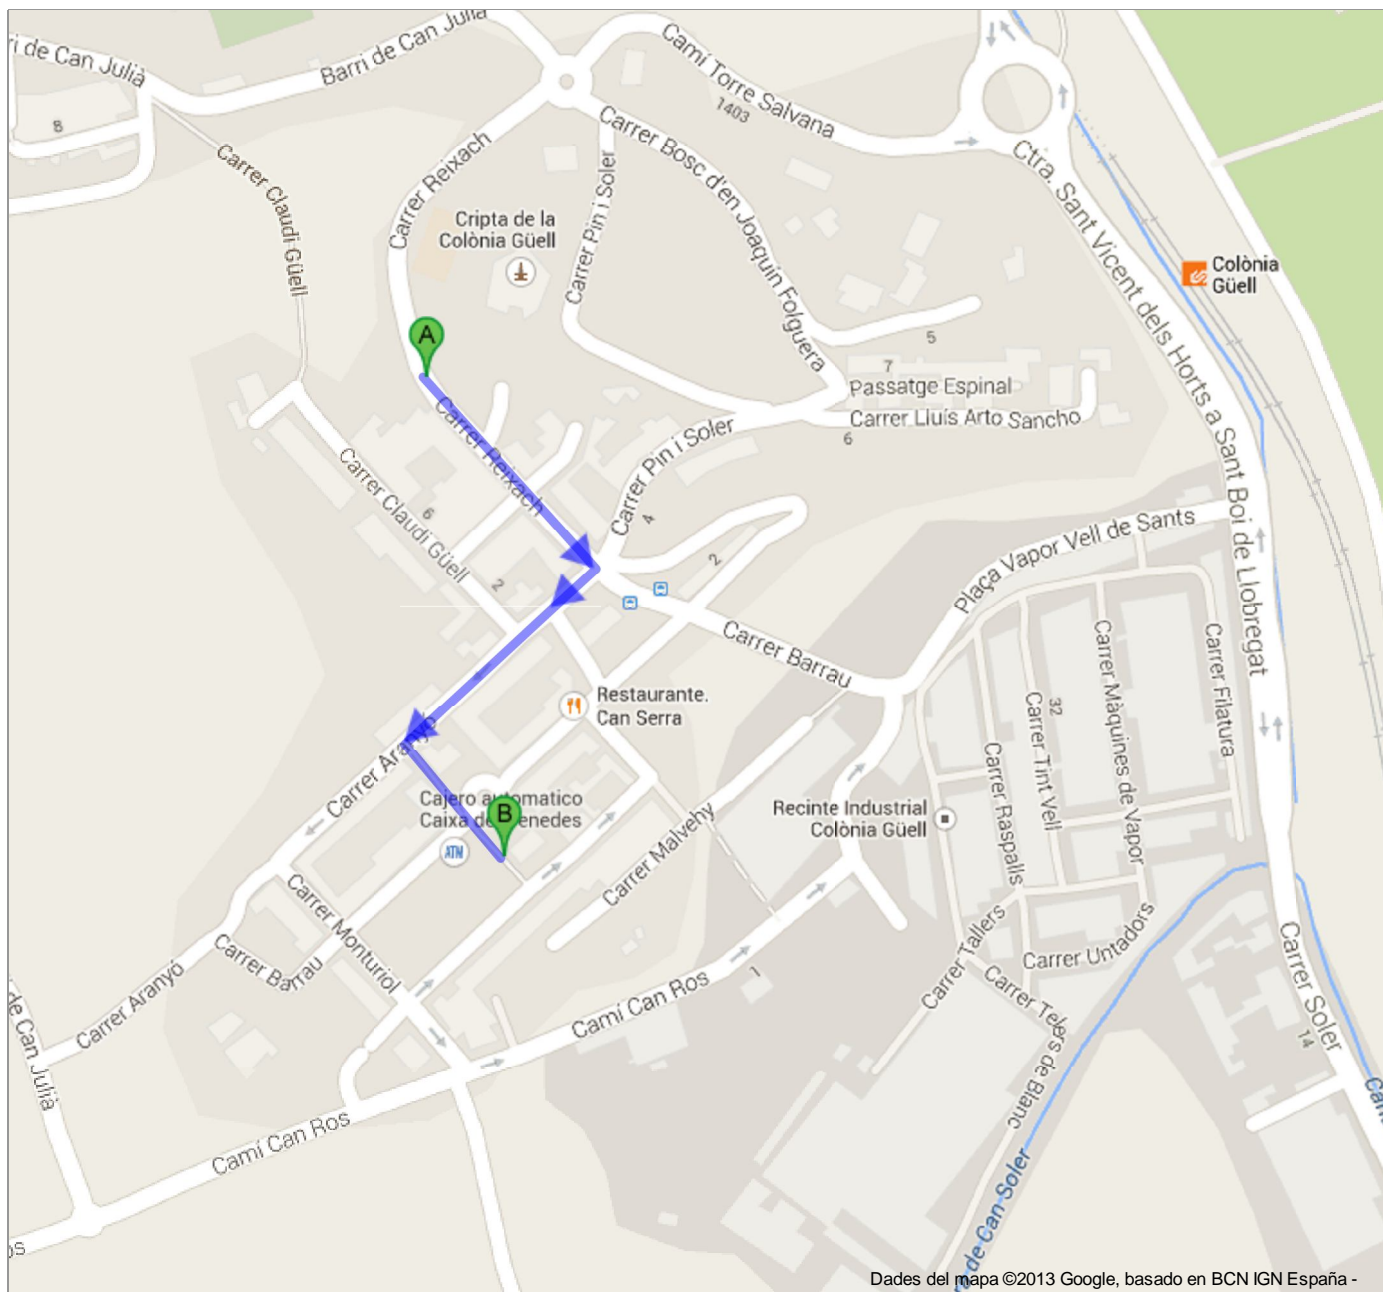 ri de Can Julià
Barri de Can Julià
Camí Torre Salvana
1403
8
Carrer Claudi Güell
Carrer Reixach
Carrer Pin i Soler
Carrer Bosc d'en Joaquin Folguera
Ctra. Sant Vicent dels Horts a Sant Boi de Llobregat
Cripta de la
Colònia Güell
Colònia
Güell
A
5
7
Passatge Espinal
Carrer Lluís Arto Sancho
6
Carrer Reixach
Carrer Pin i Soler
4
Carrer Claudi Güell
6
2
2
Plaça Vapor Vell de Sants
Carrer Barrau
Restaurante.
Can Serra
Carrer Aranyó
Cajero automatico
Caixa de Penedes
B
ATM
Carrer Malvehy
Recinte Industrial
Colònia Güell
Carrer Raspalls
32
Carrer Tint Vell
Carrer Màquines de Vapor
Carrer Filatura
Carrer Monturiol
Carrer Barrau
Carrer Aranyó
Camí Can Ros
1
Carrer Tallers
Carrer Untadors
Carrer Telers de Blanc
Carrer Soler
14
de Can Julià
Camí Can Ros
os
de Can Soler
Dades del mapa ©2013 Google, basado en BCN IGN España -